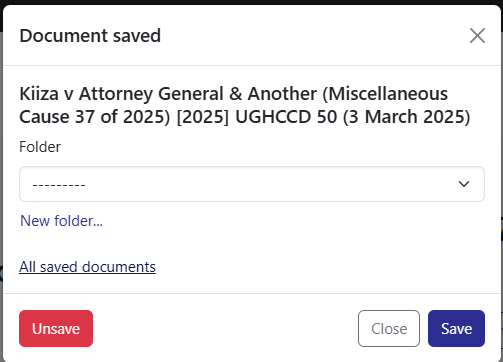 Document saved
Kiiza v Attorney General & Another (Miscellaneous
Cause 37 of 2025) [2025] UGHCCD 50 (3 March 2025)
Folder
---------
New folder...
All saved documents
Unsave
Close
Save